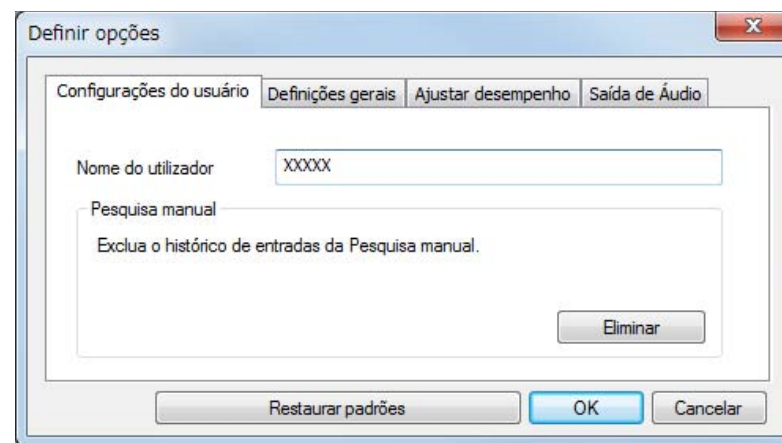 Definir opções
Configurações do usuário Definições gerais Ajustar desempenho Saída de Áudio
Nome do utilizador XXXXX
Pesquisa manual
Exclua o histórico de entradas da Pesquisa manual.
Eliminar
Restaurar padrões OK Cancelar